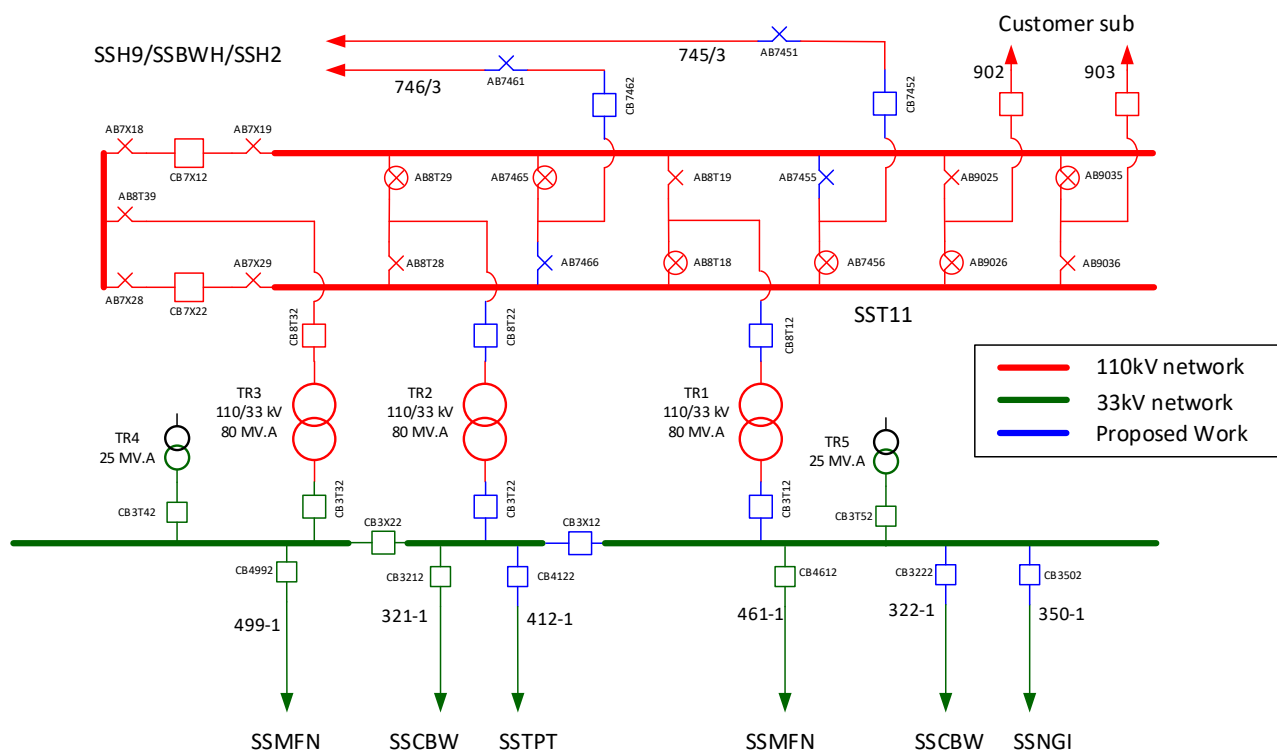 Customer sub
SSH9/SSBWH/SSH2
745/3
AB7451
902
903
746/3
AB7461
CB7462
CB7452
AB7X18
AB7X19
CB7X12
AB8T39
AB8T29
AB7465
AB8T19
AB7455
AB9025
AB9035
AB7X28
AB7X29
CB7X22
AB8T28
AB7466
AB8T18
AB7456
AB9026
AB9036
SST11
CB8T32
CB8T22
CB8T12
110kV network
33kV network
Proposed Work
TR3
110/33 kV
80 MV.A
TR2
110/33 kV
80 MV.A
TR1
110/33 kV
80 MV.A
TR4
25 MV.A
TR5
25 MV.A
CB3T42
CB3T32
CB3T22
CB3T12
CB3T52
CB3X22
CB3X12
CB4992
CB3212
CB4122
CB4612
CB3222
CB3502
499-1
321-1
412-1
461-1
322-1
350-1
SSMFN
SSCBW
SSTPT
SSMFN
SSCBW
SSNGI